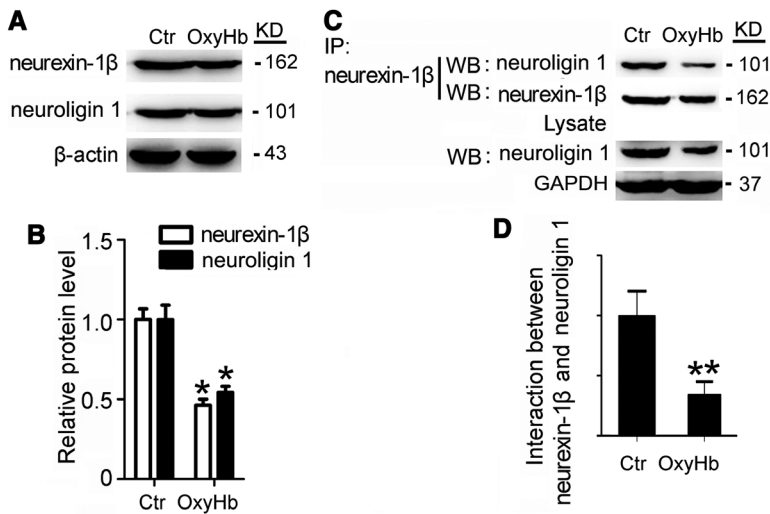 A
Ctr OxyHb KD
neurexin-1β - 162
neuroligin 1 - 101
β-actin - 43
B
Relative protein level
1.5
1.0
0.5
0
neurexin-1β
neuroligin 1
* *
Ctr OxyHb
C
Ctr OxyHb KD
IP:
neurexin-1β
WB: neuroligin 1 - 101
WB: neurexin-1β - 162
Lysate
WB: neuroligin 1 - 101
GAPDH - 37
D
Interaction between
neurexin-1β and neuroligin 1
**
Ctr OxyHb